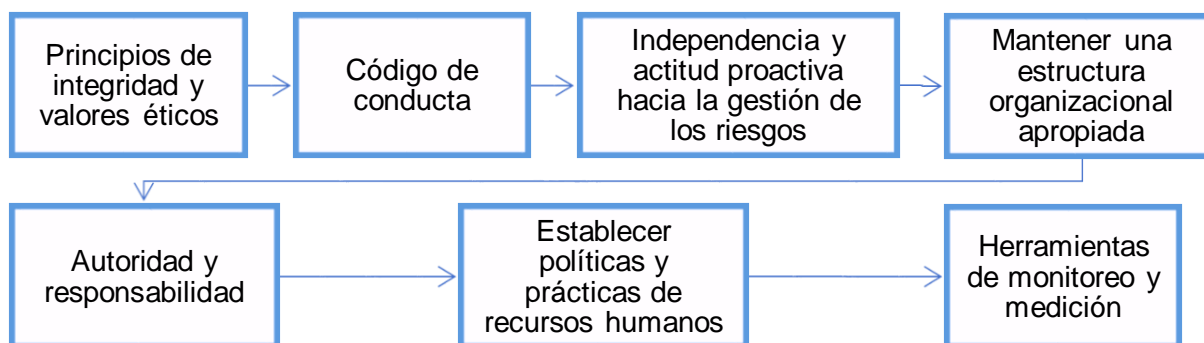 Principios de
integridad y
valores éticos
Código de
conducta
Independencia y
actitud proactiva
hacia la gestión de
los riesgos
Mantener una
estructura
organizacional
apropiada
Autoridad y
responsabilidad
Establecer
políticas y
prácticas de
recursos humanos
Herramientas
de monitoreo y
medición